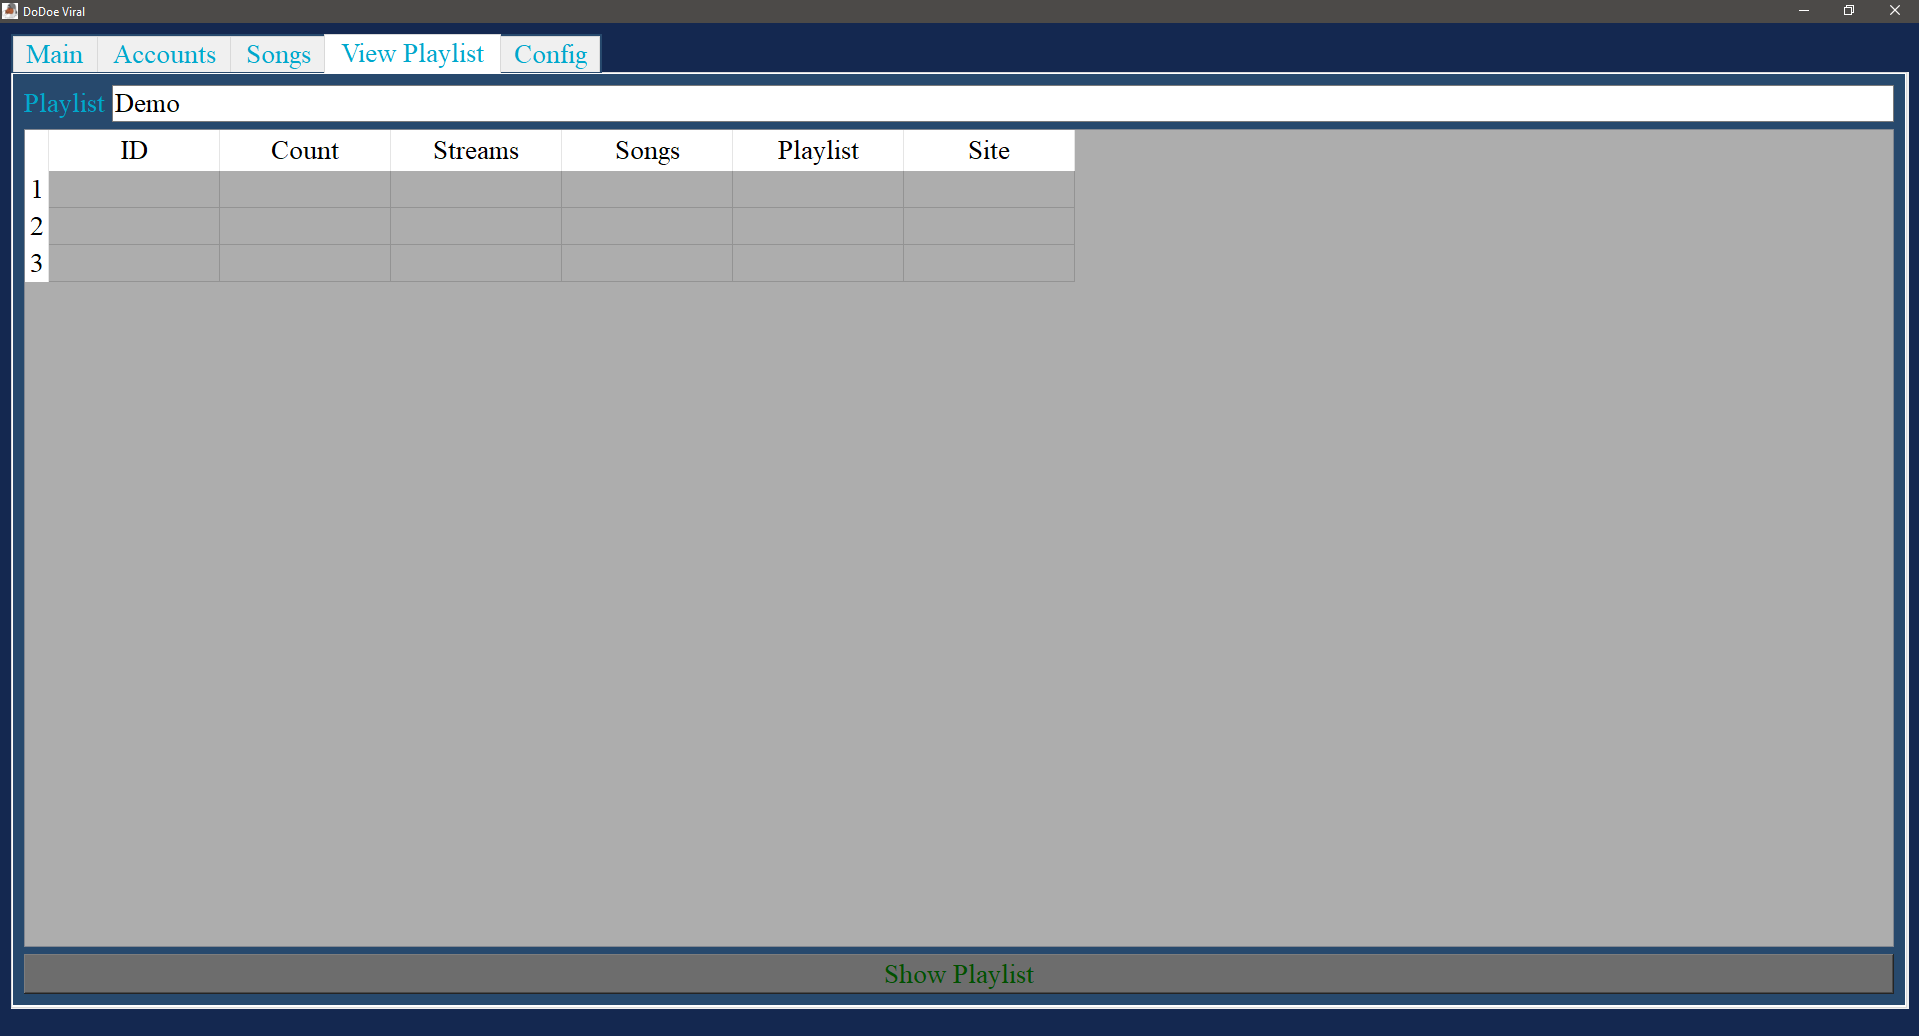 DoDoe Viral
Main Accounts Songs View Playlist Config
Playlist Demo
ID Count Streams Songs Playlist Site
1
2
3
Show Playlist